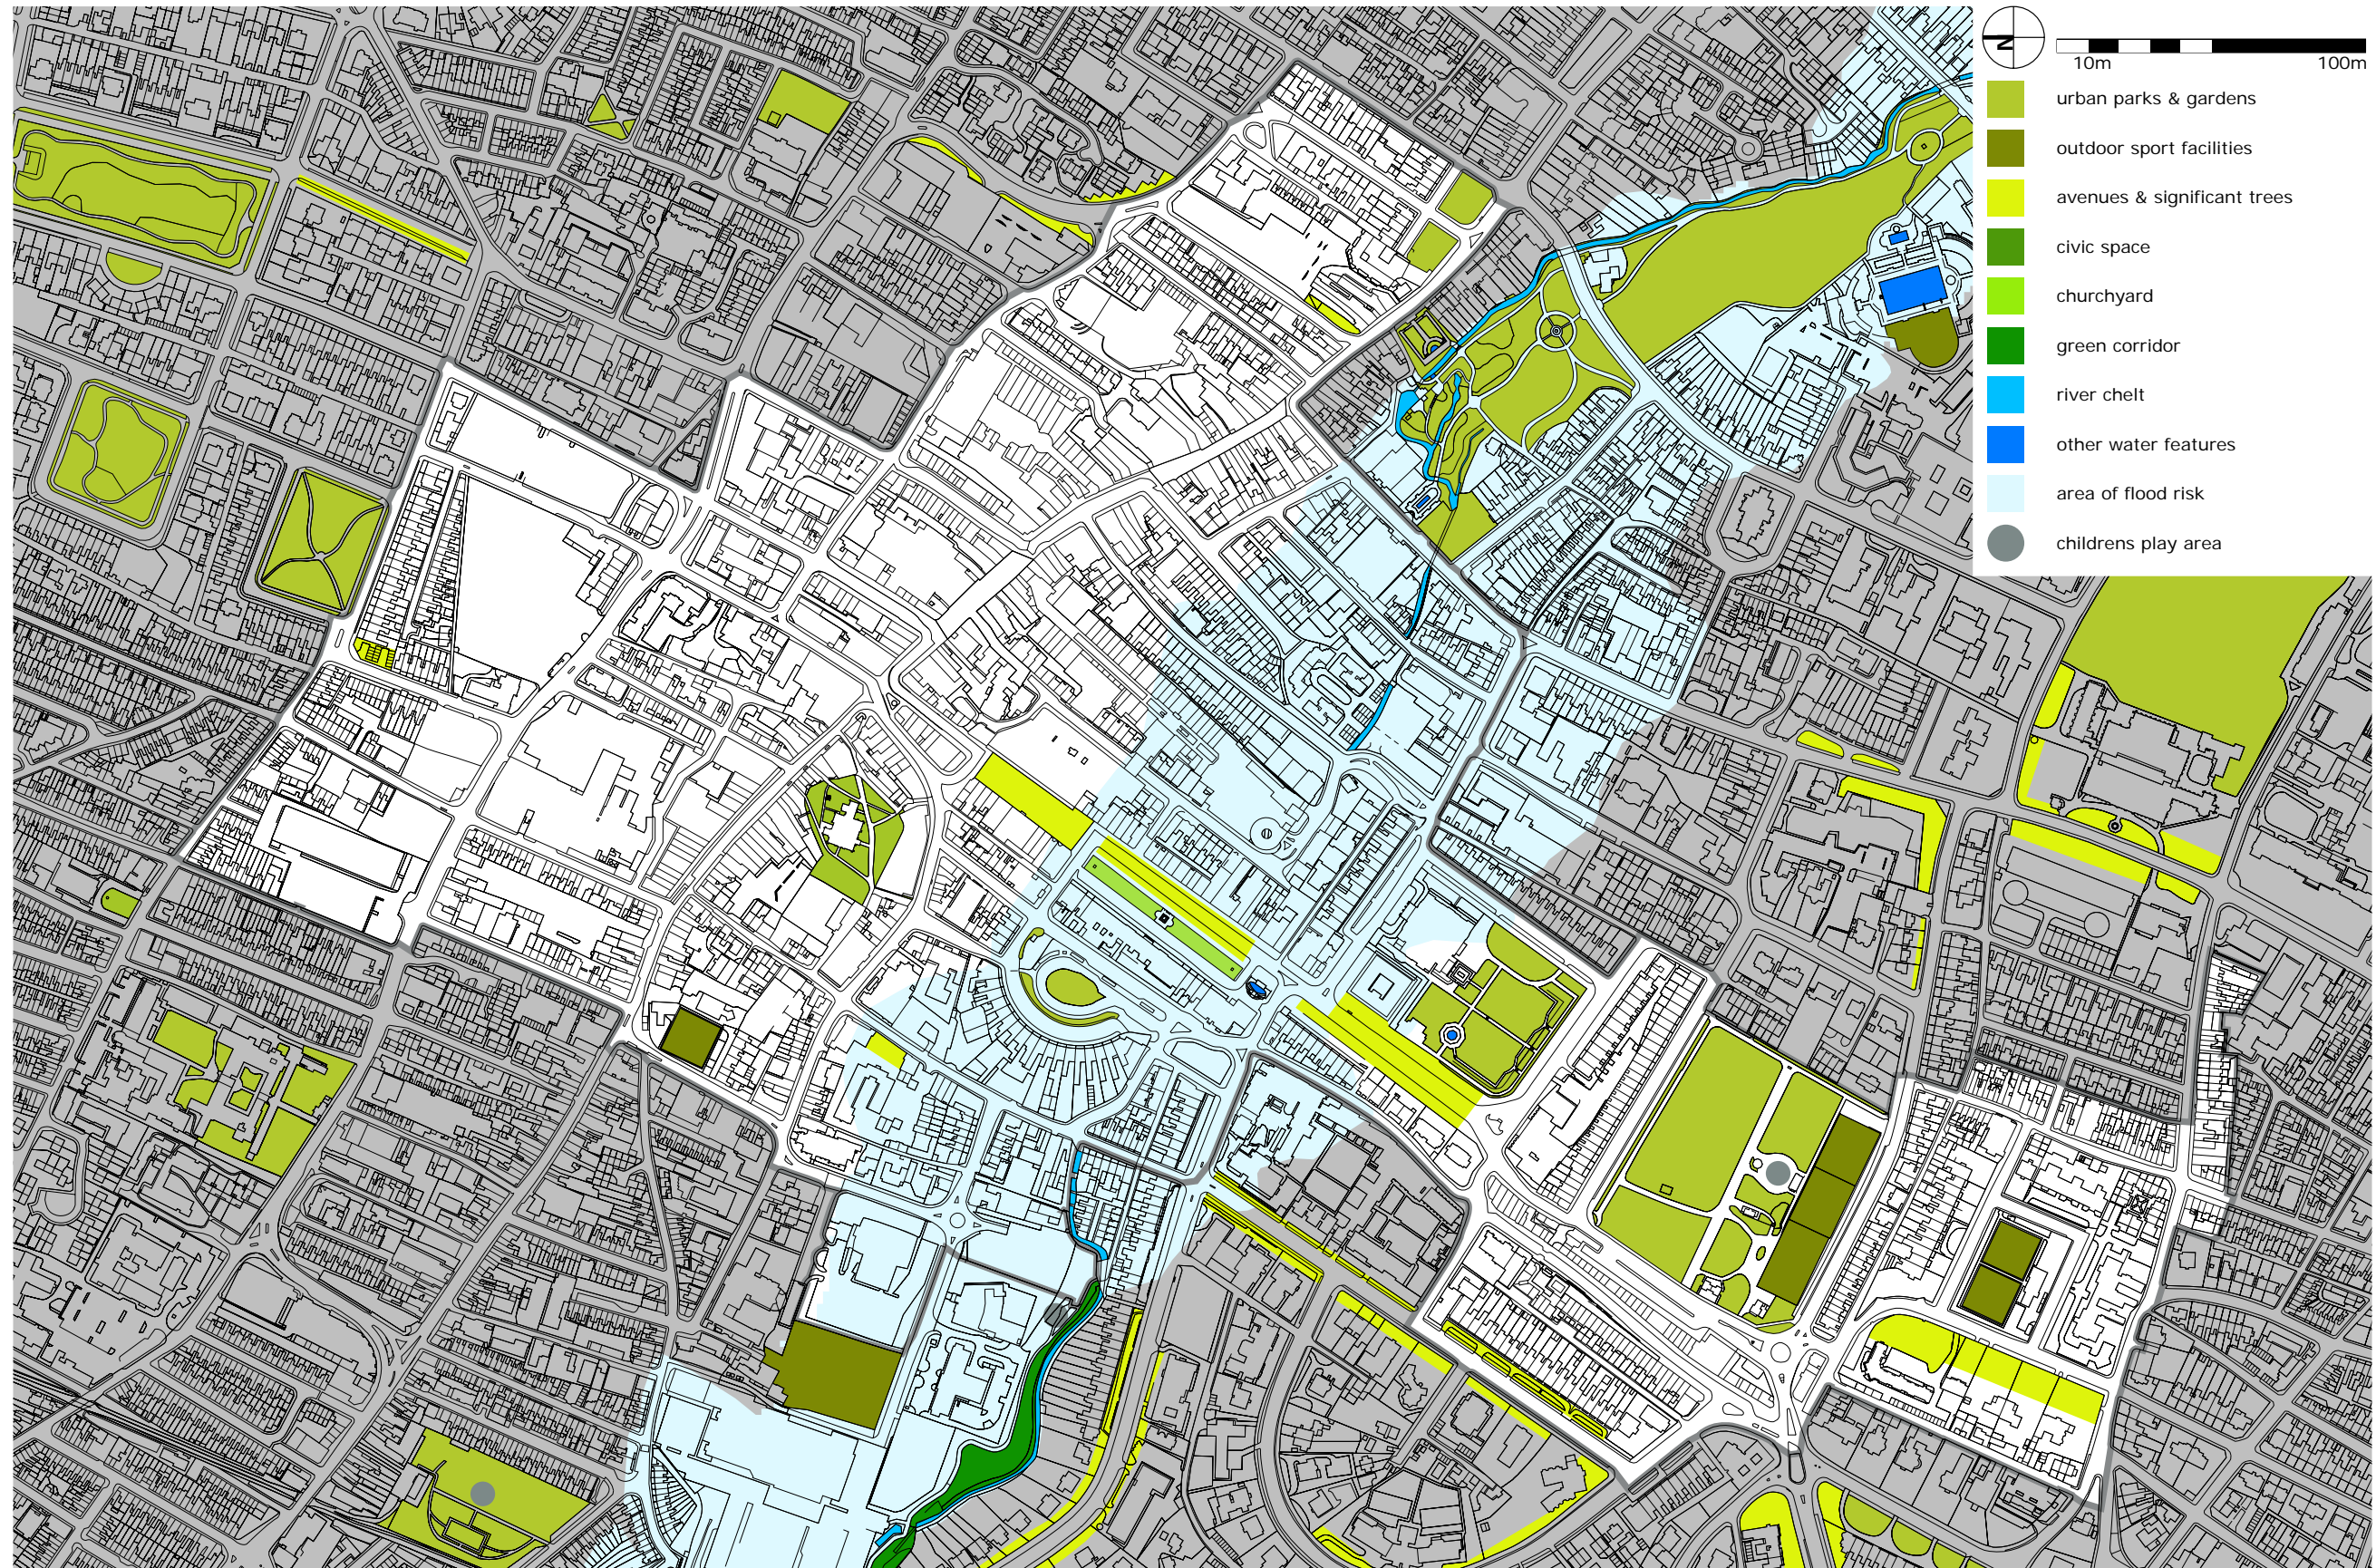 N
10m 100m
urban parks & gardens
outdoor sport facilities
avenues & significant trees
civic space
churchyard
green corridor
river chelt
other water features
area of flood risk
childrens play area